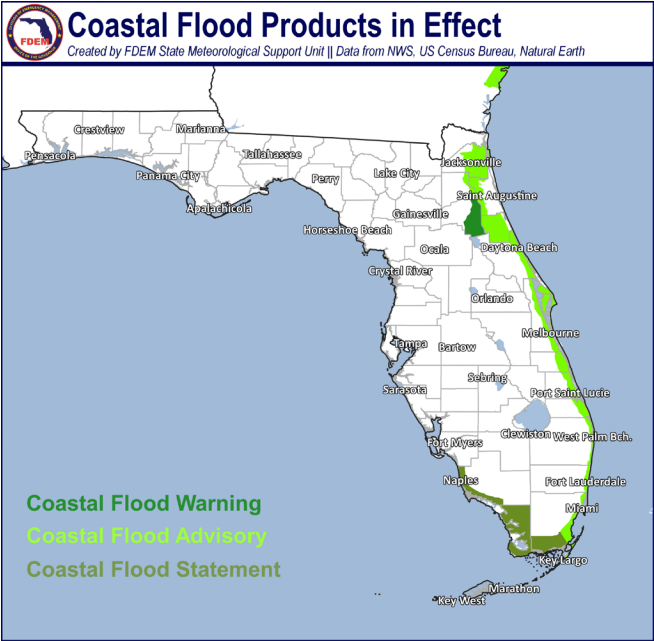 Coastal Flood Products in Effect
FDEM
Created by FDEM State Meteorological Support Unit || Data from NWS, US Census Bureau, Natural Earth
Crestview
Marianna
Pensacola
Tallahassee
Jacksonville
Panama City
Perry
Lake City
Saint Augustine
Apalachicola
Gainesville
Horseshoe Beach
Ocala
Daytona Beach
Crystal River
Orlando
Melbourne
Tampa
Bartow
Sebring
Sarasota
Port Saint Lucie
Fort Myers
Clewiston
West Palm Bch.
Naples
Fort Lauderdale
Coastal Flood Warning
Miami
Coastal Flood Advisory
Key Largo
Coastal Flood Statement
Marathon
Key West